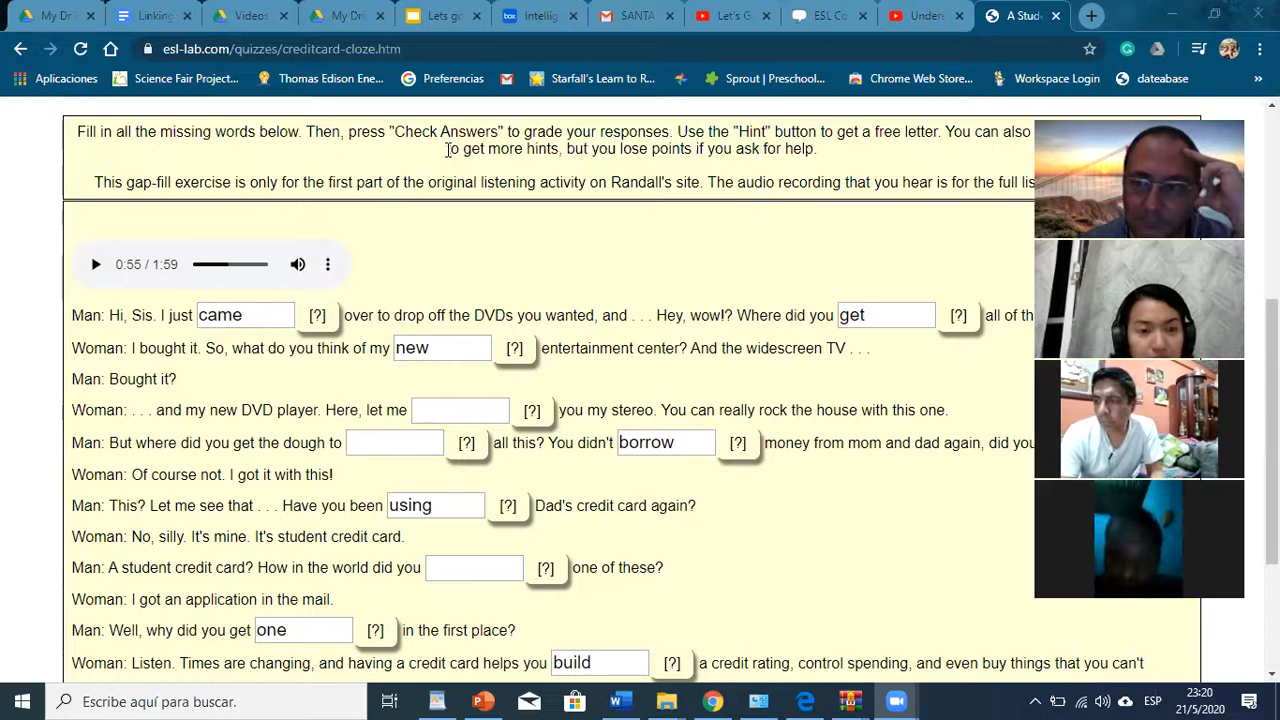 My Dri
Linking
Videos
My Dri
Lets go
box
Intellig
SANTA
Let's G
ESL Co
Under
A Stud
esl-lab.com/quizzes/creditcard-cloze.htm
Aplicaciones
Science Fair Project...
Thomas Edison Ene...
Preferencias
Starfall's Learn to R...
Sprout | Preschool...
Chrome Web Store...
Workspace Login
dateabase
Fill in all the missing words below. Then, press "Check Answers" to grade your responses. Use the "Hint" button to get a free letter. You can also
to get more hints, but you lose points if you ask for help.
This gap-fill exercise is only for the first part of the original listening activity on Randall's site. The audio recording that you hear is for the full lis
0:55 / 1:59
Man: Hi, Sis. I just came [?] over to drop off the DVDs you wanted, and . . . Hey, wow!? Where did you get [?] all of th
Woman: I bought it. So, what do you think of my new [?] entertainment center? And the widescreen TV . . .
Man: Bought it?
Woman: . . . and my new DVD player. Here, let me [?] you my stereo. You can really rock the house with this one.
Man: But where did you get the dough to [?] all this? You didn't borrow [?] money from mom and dad again, did you
Woman: Of course not. I got it with this!
Man: This? Let me see that . . . Have you been using [?] Dad's credit card again?
Woman: No, silly. It's mine. It's student credit card.
Man: A student credit card? How in the world did you [?] one of these?
Woman: I got an application in the mail.
Man: Well, why did you get one [?] in the first place?
Woman: Listen. Times are changing, and having a credit card helps you build [?] a credit rating, control spending, and even buy things that you can't
Escribe aquí para buscar.
ESP
23:20
21/5/2020